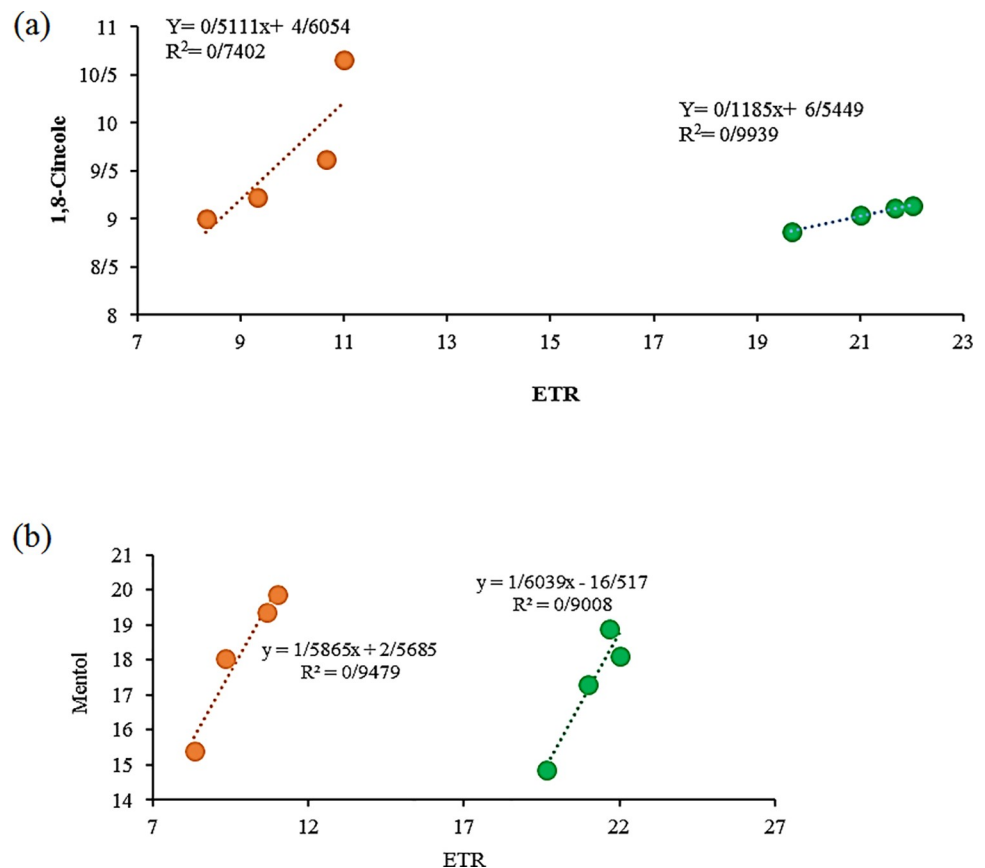 (a)
Y= 0/5111x+ 4/6054
R²= 0/7402
Y= 0/1185x+ 6/5449
R²= 0/9939
1,8-Cineole
11
10/5
10
9/5
9
8/5
8
7 9 11 13 15 17 19 21 23
ETR
(b)
Mentol
21
20
19
18
17
16
15
14
y = 1/6039x - 16/517
R² = 0/9008
y = 1/5865x + 2/5685
R² = 0/9479
7 12 17 22 27
ETR